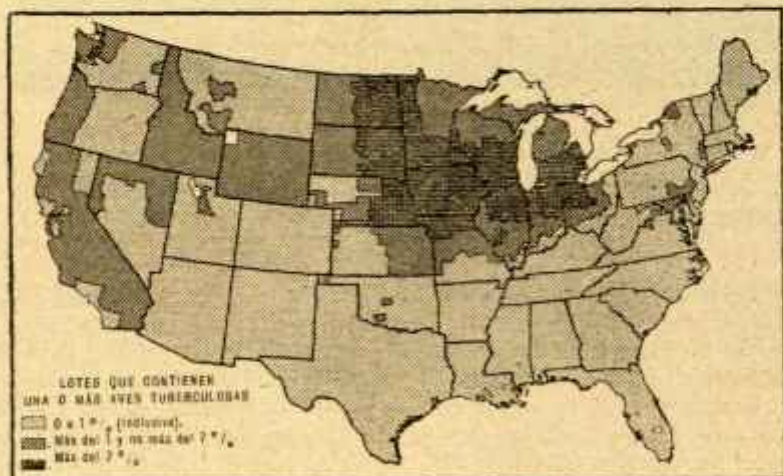 LOTES QUE CONTIENEN
UNA O MÁS AVES TUBERCULOSAS
0 a 1 º/o (inclusive).
Más del 1 y no más del 7 º/o
Más del 7 º/o